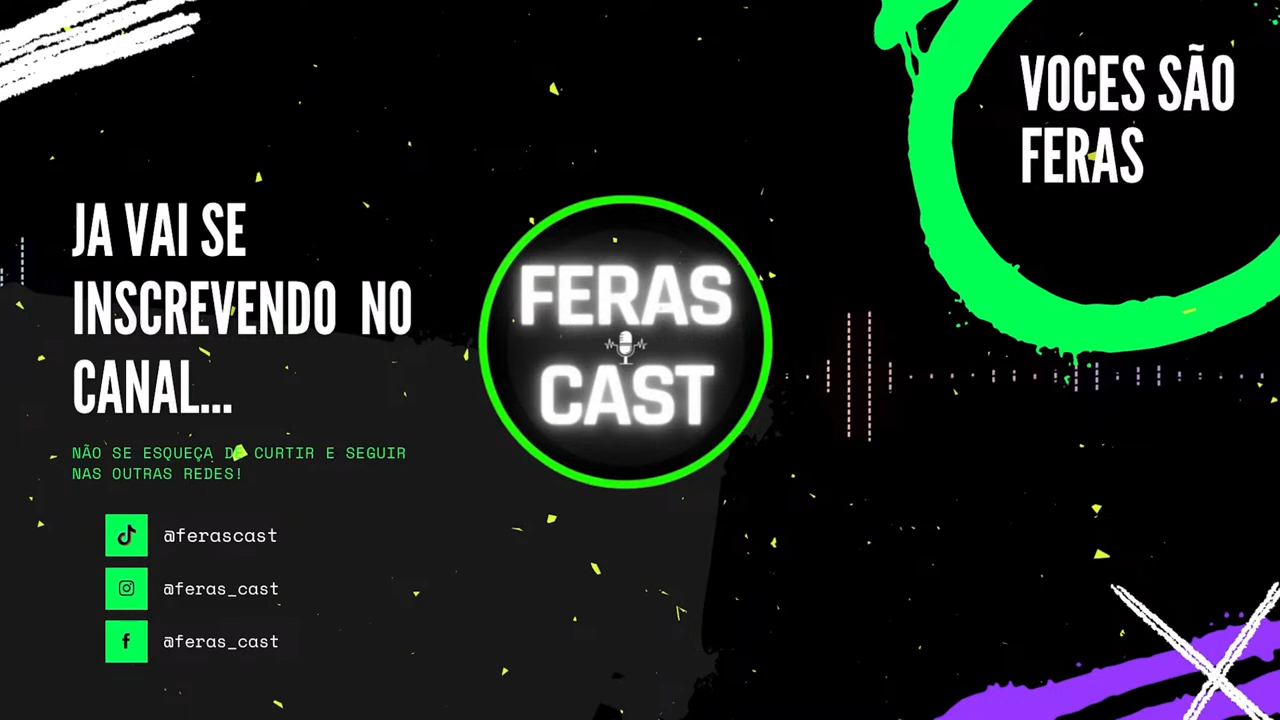 VOCES SÃO
FERAS
JA VAI SE
INSCREVENDO NO
CANAL...
NÃO SE ESQUEÇA DE CURTIR E SEGUIR
NAS OUTRAS REDES!
@ferascast
@feras_cast
@feras_cast
FERAS
CAST